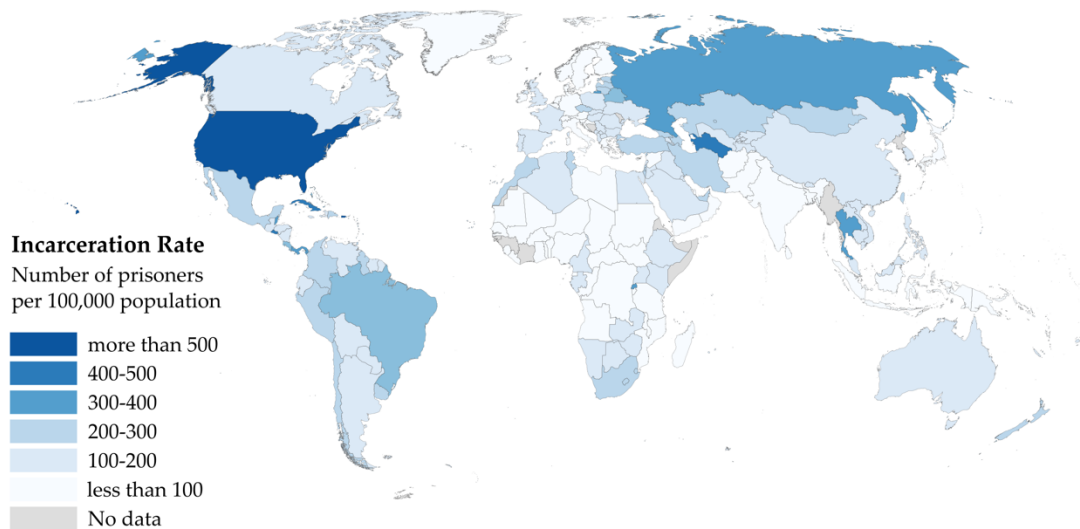 Incarceration Rate
Number of prisoners
per 100,000 population
more than 500
400-500
300-400
200-300
100-200
less than 100
No data